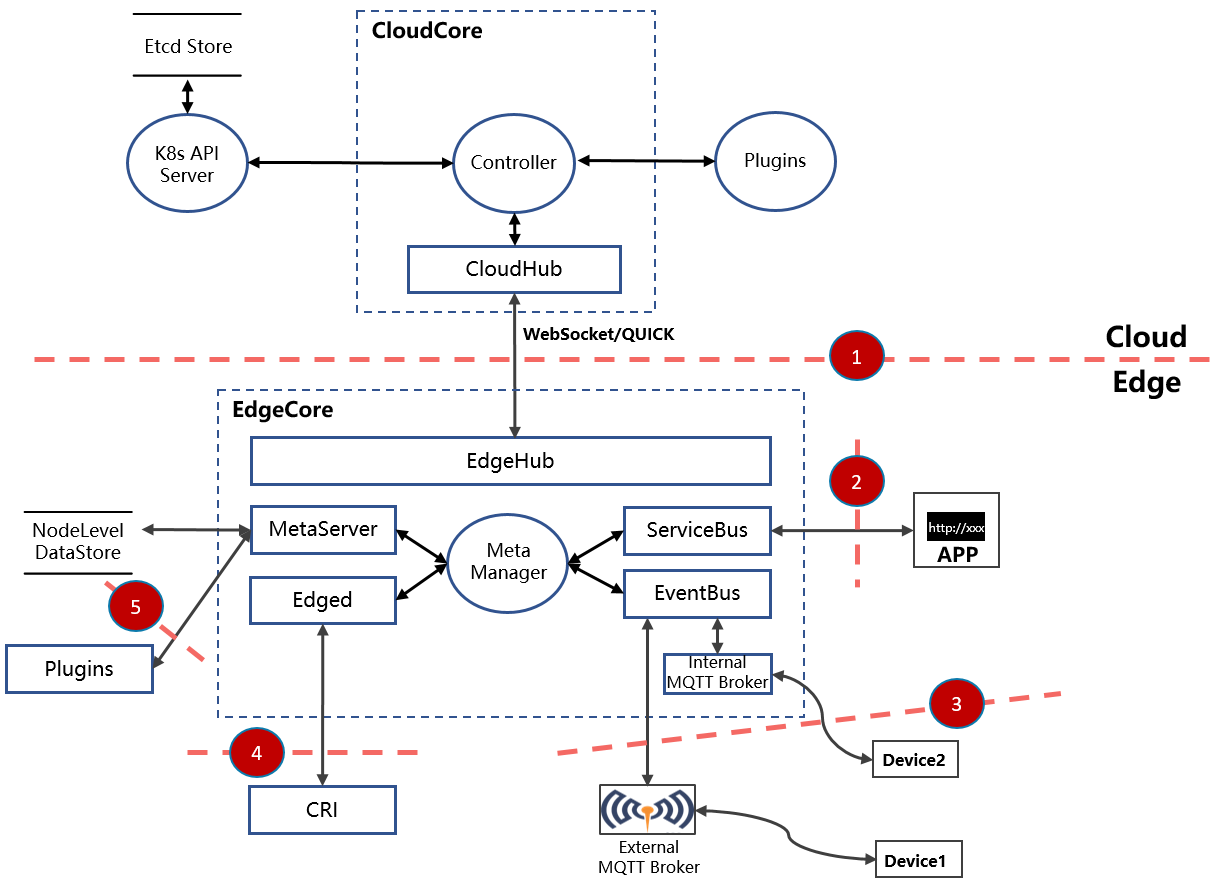 Etcd Store
CloudCore
K8s API
Server
Controller
Plugins
CloudHub
WebSocket/QUICK
Cloud
1
Edge
EdgeCore
EdgeHub
2
NodeLevel
DataStore
MetaServer
Meta
Manager
ServiceBus
http://xxx
APP
Edged
EventBus
5
Plugins
Internal
MQTT Broker
3
4
Device2
CRI
External
MQTT Broker
Device1